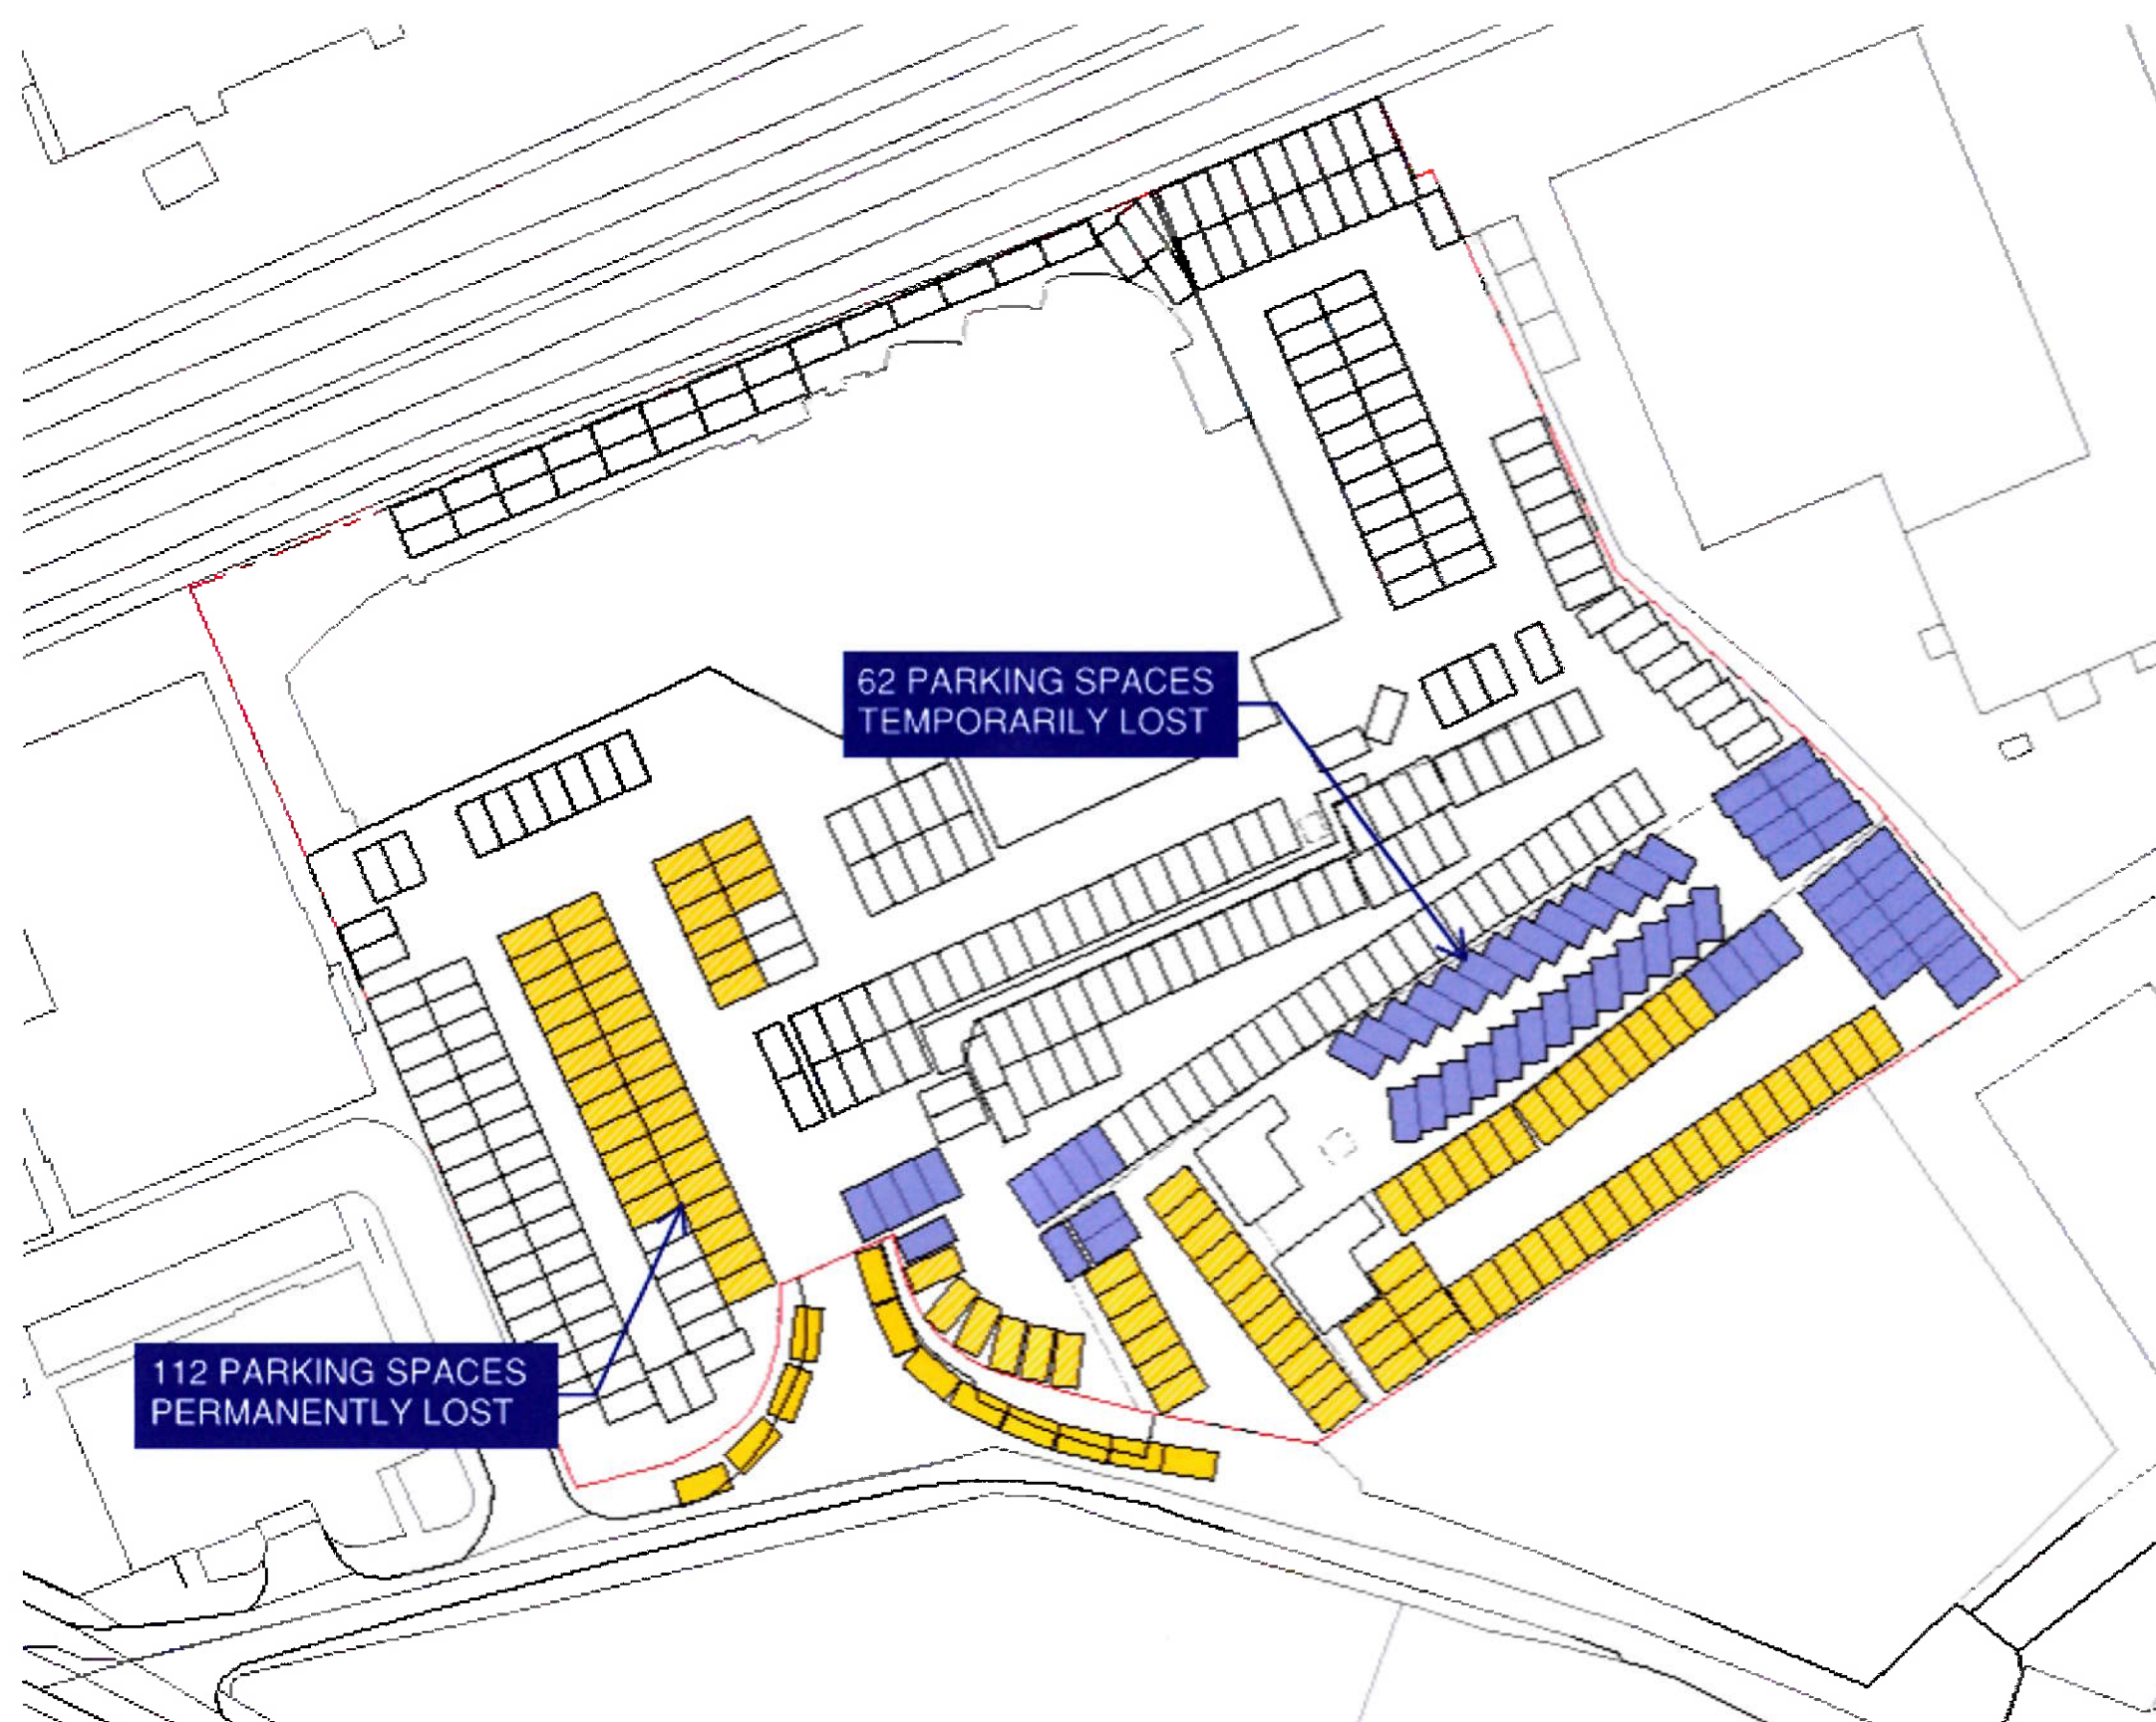 62 PARKING SPACES
TEMPORARILY LOST
112 PARKING SPACES
PERMANENTLY LOST